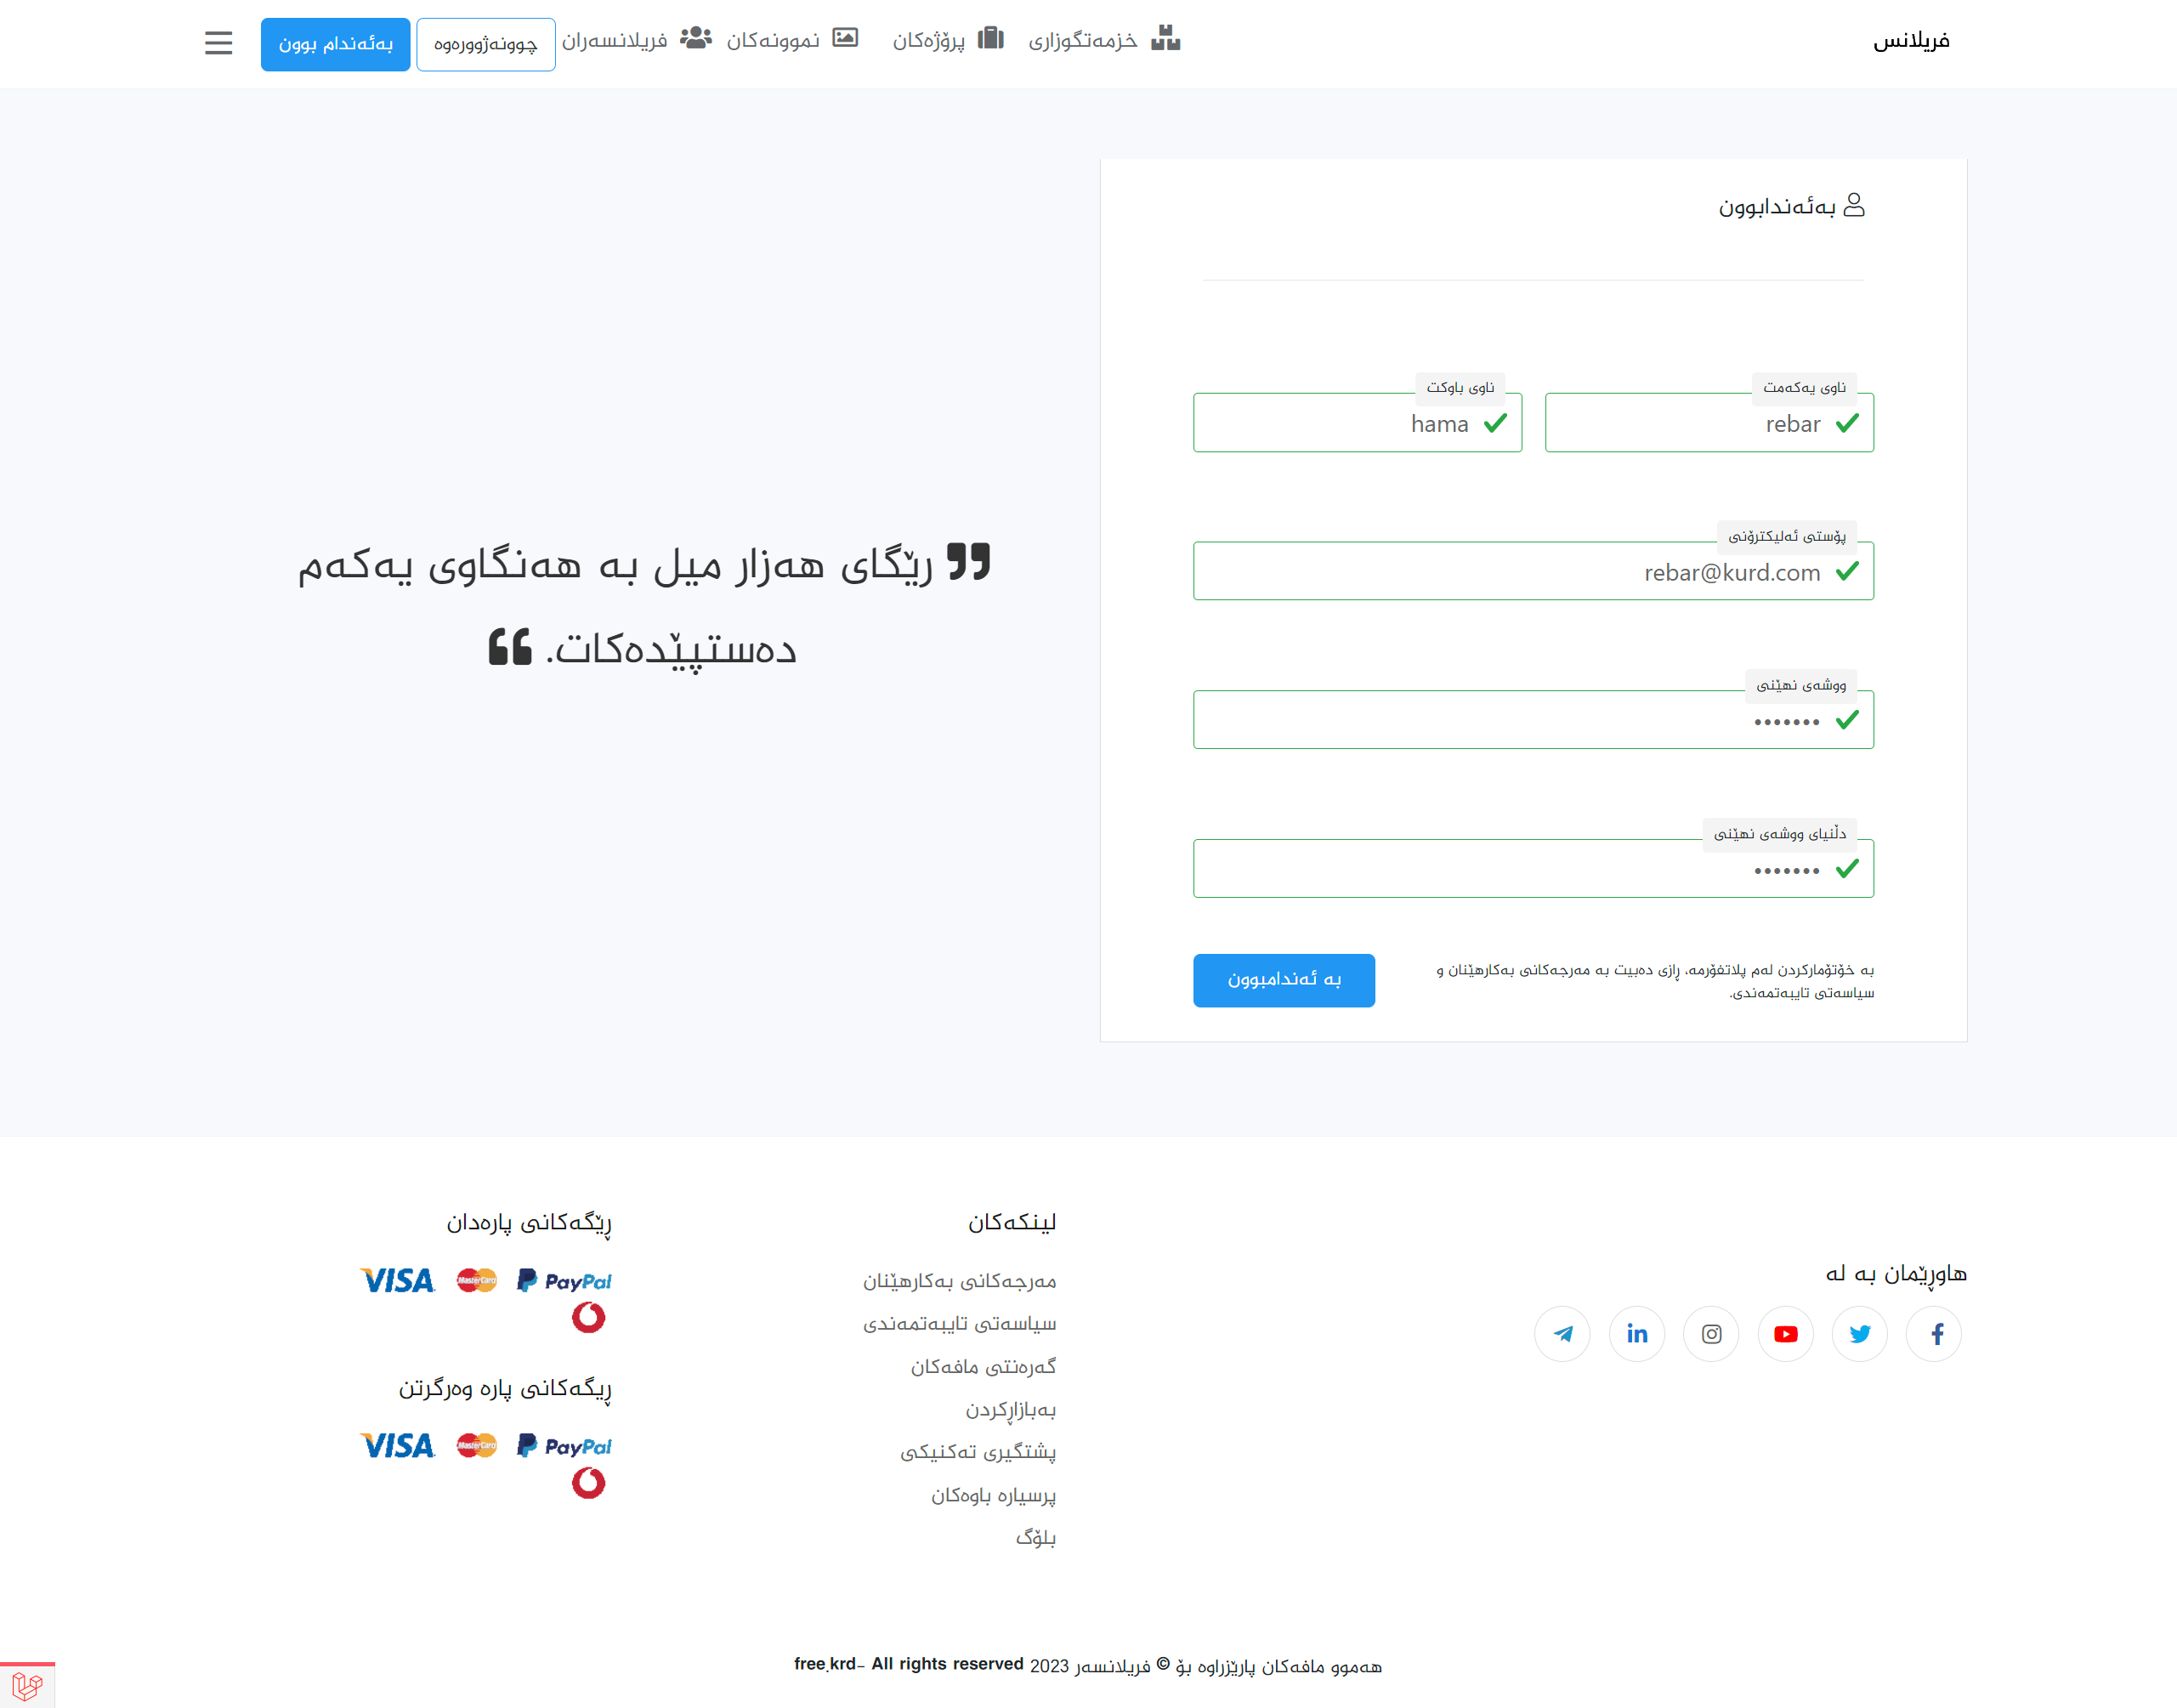 فریلانس
خزمەتگوزاری
پرۆژەکان
نموونەکان
فریلانسەران
چوونەژوورەوە
بەئەندام بوون
بەئەندابوون
ناوی یەکەمت
rebar
ناوی باوکت
hama
پۆستی ئەلیکترۆنی
rebar@kurd.com
ووشەی نهێنی
•••••••
دڵنیای ووشەی نهێنی
•••••••
بە خۆتۆمارکردن لەم پلاتفۆرمە، ڕازی دەبیت بە مەرجەکانی بەکارهێنان و
سیاسەتی تایبەتمەندی.
بە ئەندامبوون
رێگای هەزار میل بە هەنگاوی یەکەم
دەستپێدەکات.
هاوڕێمان بە لە
لینکەکان
مەرجەکانی بەکارهێنان
سیاسەتی تایبەتمەندی
گەرەنتی مافەکان
بەبازاڕکردن
پشتگیری تەکنیکی
پرسیارە باوەکان
بلۆگ
ڕێگەکانی پارەدان
PayPal MasterCard VISA
ڕیگەکانی پارە وەرگرتن
PayPal MasterCard VISA
هەموو مافەکان پارێزراوە بۆ © فریلانسەر 2023 free.krd- All rights reserved